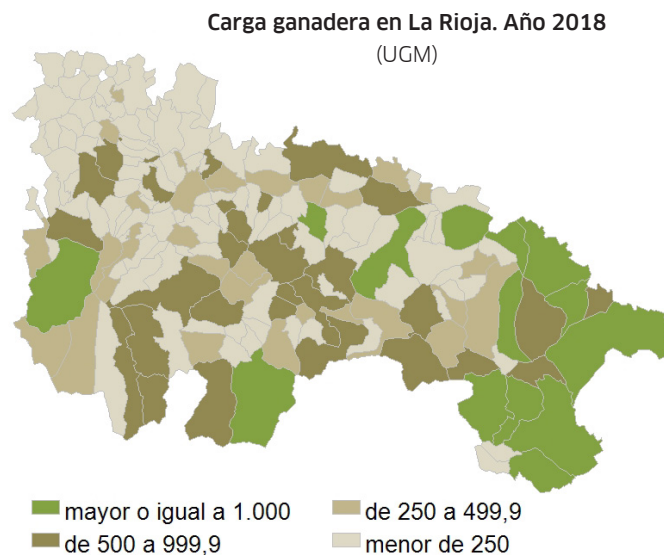 Carga ganadera en La Rioja. Año 2018
(UGM)
mayor o igual a 1.000
de 250 a 499,9
de 500 a 999,9
menor de 250